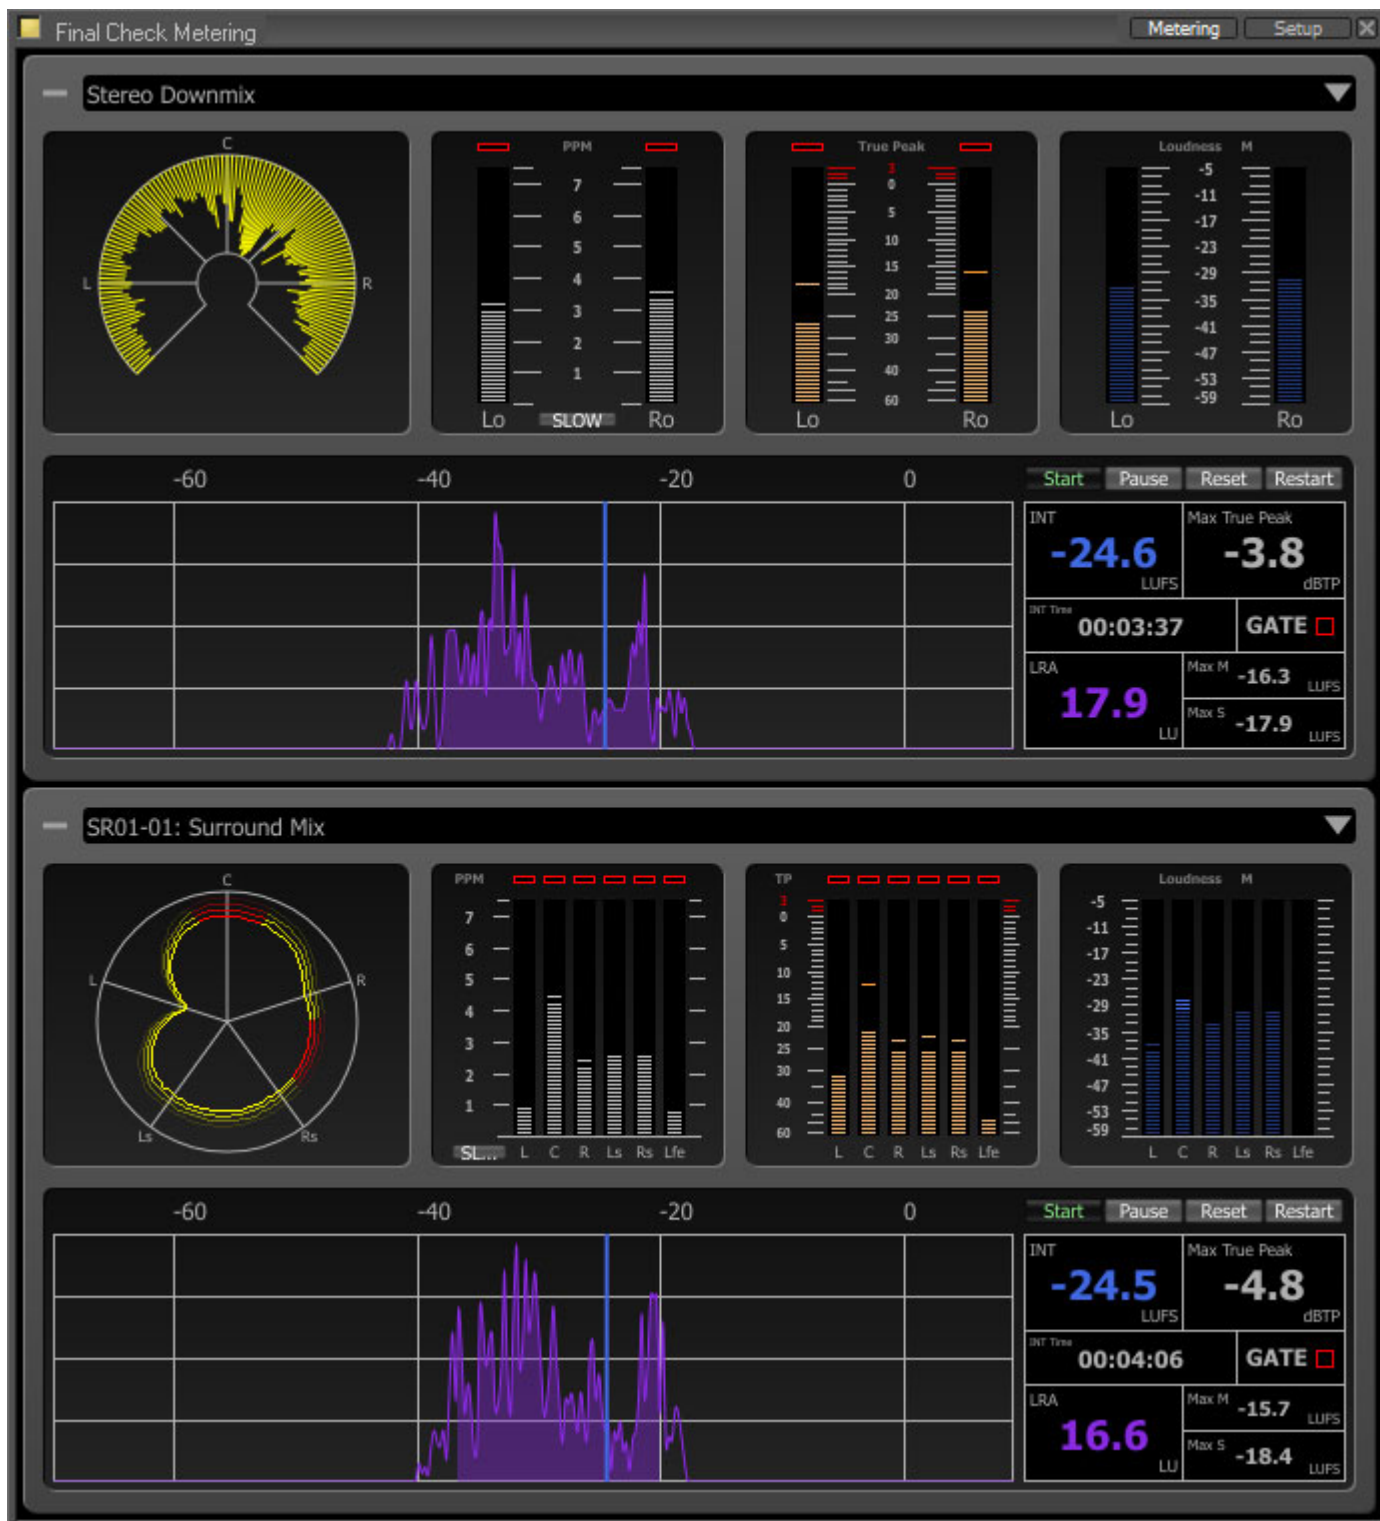 Final Check Metering Metering Setup
Stereo Downmix
C
L R
PPM
7
6
5
4
3
2
1
Lo SLOW Ro
True Peak
3
0
5
10
15
20
25
30
40
60
Lo Ro
Loudness M
-5
-11
-17
-23
-29
-35
-41
-47
-53
-59
Lo Ro
-60 -40 -20 0
Start Pause Reset Restart
INT
-24.6
LUFS
Max True Peak
-3.8
dBTP
INT Time
00:03:37
GATE
LRA
17.9
LU
Max M
-16.3
LUFS
Max S
-17.9
LUFS
SR01-01: Surround Mix
C
L R
Ls Rs
PPM
7
6
5
4
3
2
1
SL... L C R Ls Rs Lfe
TP
3
0
5
10
15
20
25
30
40
60
L C R Ls Rs Lfe
Loudness M
-5
-11
-17
-23
-29
-35
-41
-47
-53
-59
L C R Ls Rs Lfe
-60 -40 -20 0
Start Pause Reset Restart
INT
-24.5
LUFS
Max True Peak
-4.8
dBTP
INT Time
00:04:06
GATE
LRA
16.6
LU
Max M
-15.7
LUFS
Max S
-18.4
LUFS